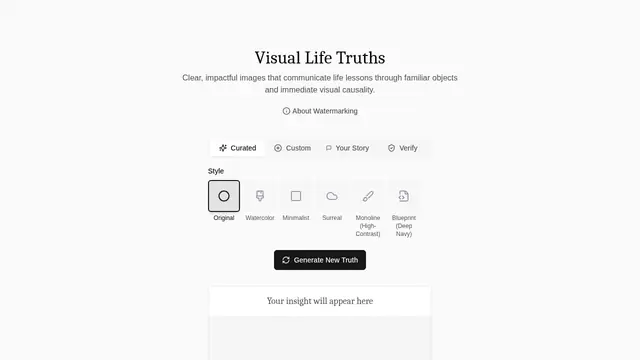 Visual Life Truths
Clear, impactful images that communicate life lessons through familiar objects
and immediate visual causality.
About Watermarking
Curated
Custom
Your Story
Verify
Style
Original
Watercolor
Minimalist
Surreal
Monoline
(High-
Contrast)
Blueprint
(Deep
Navy)
Generate New Truth
Your insight will appear here